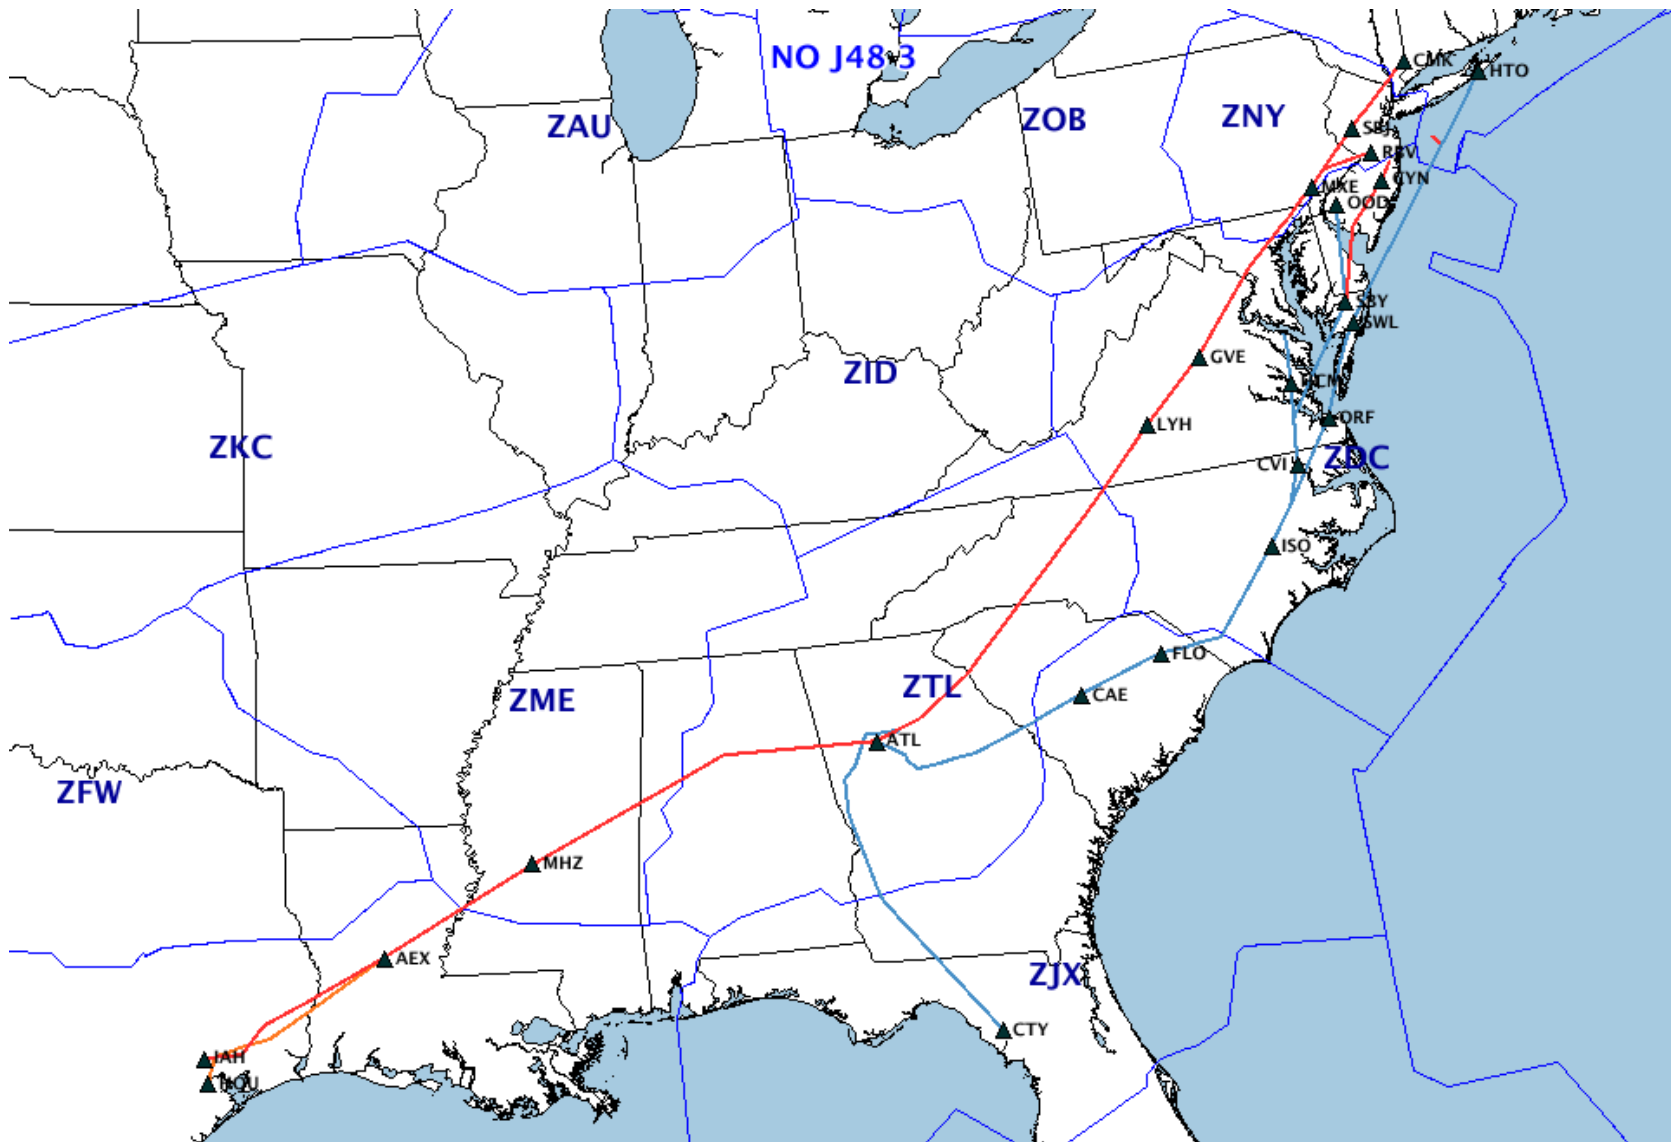 NO J48 3
CMK
HTO
ZAU
ZOB
ZNY
SBJ
RBV
CYN
MXE
OOD
SBY
SWL
GVE
ZID
HCM
LYH
ORF
ZKC
CVI
ZDC
ISO
FLO
ZME
ZTL
CAE
ATL
ZFW
MHZ
AEX
ZJX
CTY
IAH
HOU